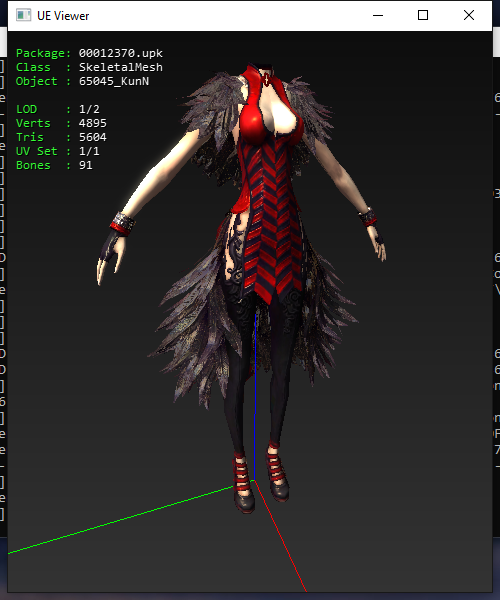 UE Viewer
Package: 00012370.upk
Class  : SkeletalMesh
Object : 65045_KunN
LOD    : 1/2
Verts  : 4895
Tris   : 5604
UV Set : 1/1
Bones  : 91